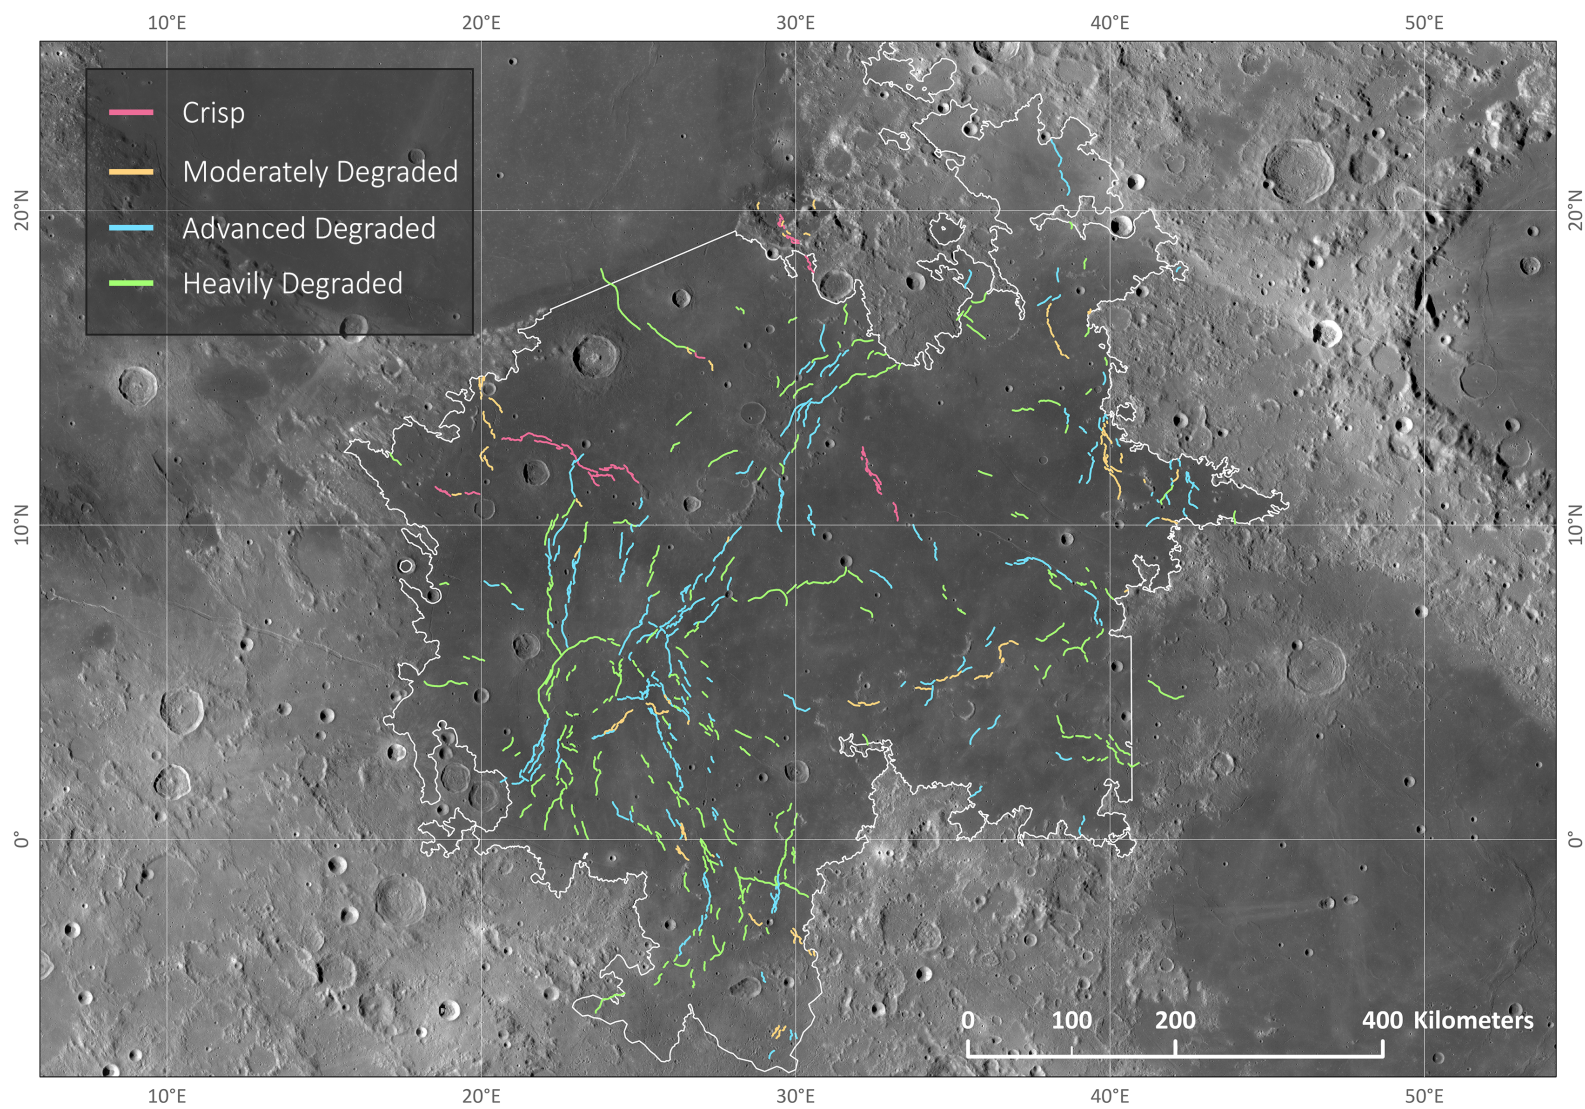 10°E 20°E 30°E 40°E 50°E
Crisp
Moderately Degraded
Advanced Degraded
Heavily Degraded
20°N 20°N
10°N 10°N
0° 0°
0 100 200 400 Kilometers
10°E 20°E 30°E 40°E 50°E